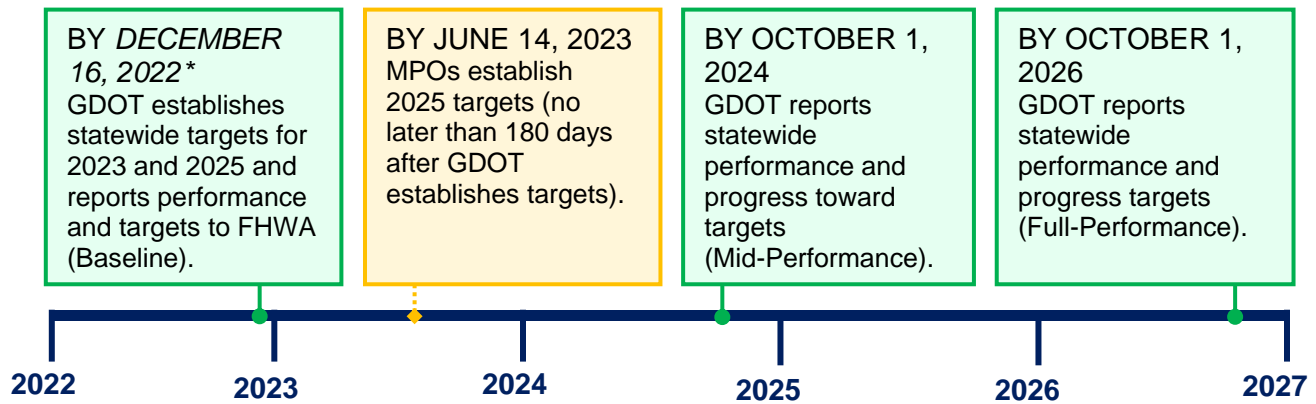 BY DECEMBER
16, 2022*
GDOT establishes
statewide targets for
2023 and 2025 and
reports performance
and targets to FHWA
(Baseline).
BY JUNE 14, 2023
MPOs establish
2025 targets (no
later than 180 days
after GDOT
establishes targets).
BY OCTOBER 1,
2024
GDOT reports
statewide
performance and
progress toward
targets
(Mid-Performance).
BY OCTOBER 1,
2026
GDOT reports
statewide
performance and
progress targets
(Full-Performance).
2022
2023
2024
2025
2026
2027